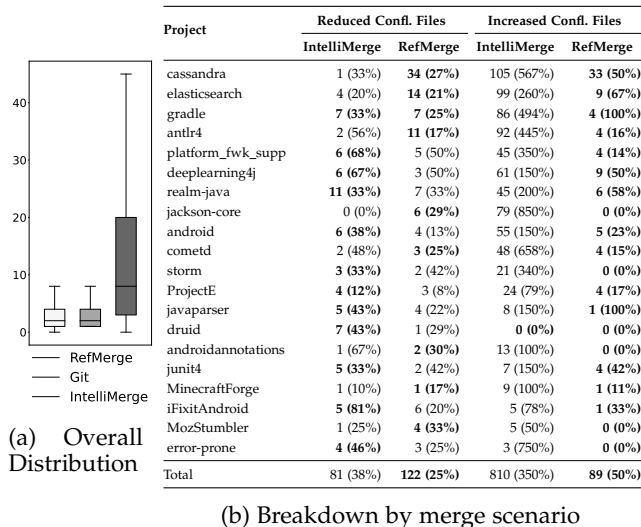 40
30
20
10
0
RefMerge
Git
IntelliMerge
(a) Overall
Distribution
Project Reduced Confl. Files Increased Confl. Files
IntelliMerge RefMerge IntelliMerge RefMerge
cassandra 1 (33%) 34 (27%) 105 (567%) 33 (50%)
elasticsearch 4 (20%) 14 (21%) 99 (260%) 9 (67%)
gradle 7 (33%) 7 (25%) 86 (494%) 4 (100%)
antlr4 2 (56%) 11 (17%) 92 (445%) 4 (16%)
platform_fwk_supp 6 (68%) 5 (50%) 45 (350%) 4 (14%)
deeplearning4j 6 (67%) 3 (50%) 61 (150%) 9 (50%)
realm-java 11 (33%) 7 (33%) 45 (200%) 6 (58%)
jackson-core 0 (0%) 6 (29%) 79 (850%) 0 (0%)
android 6 (38%) 4 (13%) 55 (150%) 5 (23%)
cometd 2 (48%) 3 (25%) 48 (658%) 4 (15%)
storm 3 (33%) 2 (42%) 21 (340%) 0 (0%)
ProjectE 4 (12%) 3 (8%) 24 (79%) 4 (17%)
javaparser 5 (43%) 4 (22%) 8 (150%) 1 (100%)
druid 7 (43%) 1 (29%) 0 (0%) 0 (0%)
androidannotations 1 (67%) 2 (30%) 13 (100%) 0 (0%)
junit4 5 (33%) 2 (42%) 7 (150%) 4 (42%)
MinecraftForge 1 (10%) 1 (17%) 9 (100%) 1 (11%)
iFixitAndroid 5 (81%) 6 (20%) 5 (78%) 1 (33%)
MozStumbler 1 (25%) 4 (33%) 5 (50%) 0 (0%)
error-prone 4 (46%) 3 (25%) 3 (750%) 0 (0%)
Total 81 (38%) 122 (25%) 810 (350%) 89 (50%)
(b) Breakdown by merge scenario